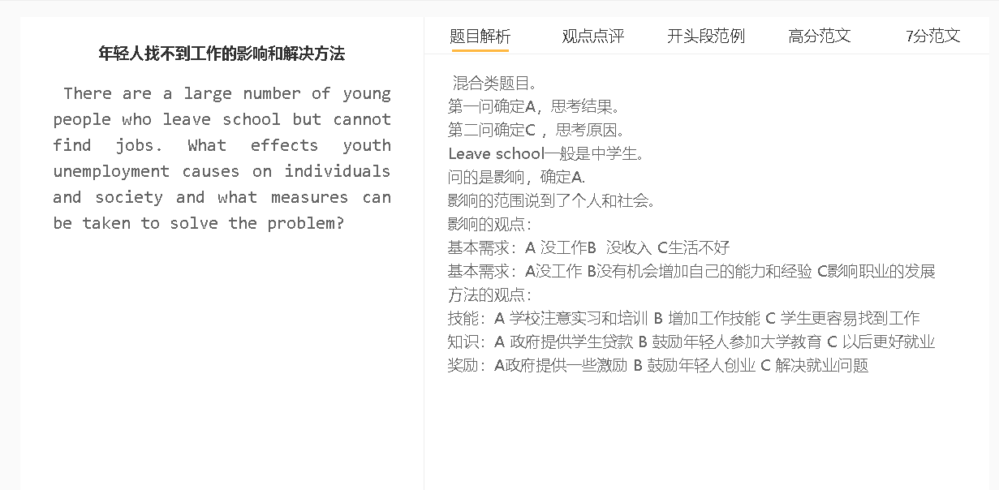 年轻人找不到工作的影响和解决方法
There are a large number of young
people who leave school but cannot
find jobs. What effects youth
unemployment causes on individuals
and society and what measures can
be taken to solve the problem?
题目解析 观点点评 开头段范例 高分范文 7分范文
混合类题目。
第一问确定A，思考结果。
第二问确定C ，思考原因。
Leave school一般是中学生。
问的是影响，确定A.
影响的范围说到了个人和社会。
影响的观点：
基本需求：A 没工作B 没收入 C生活不好
基本需求：A没工作 B没有机会增加自己的能力和经验 C影响职业的发展
方法的观点：
技能：A 学校注意实习和培训 B 增加工作技能 C 学生更容易找到工作
知识：A 政府提供学生贷款 B 鼓励年轻人参加大学教育 C 以后更好就业
奖励：A政府提供一些激励 B 鼓励年轻人创业 C 解决就业问题